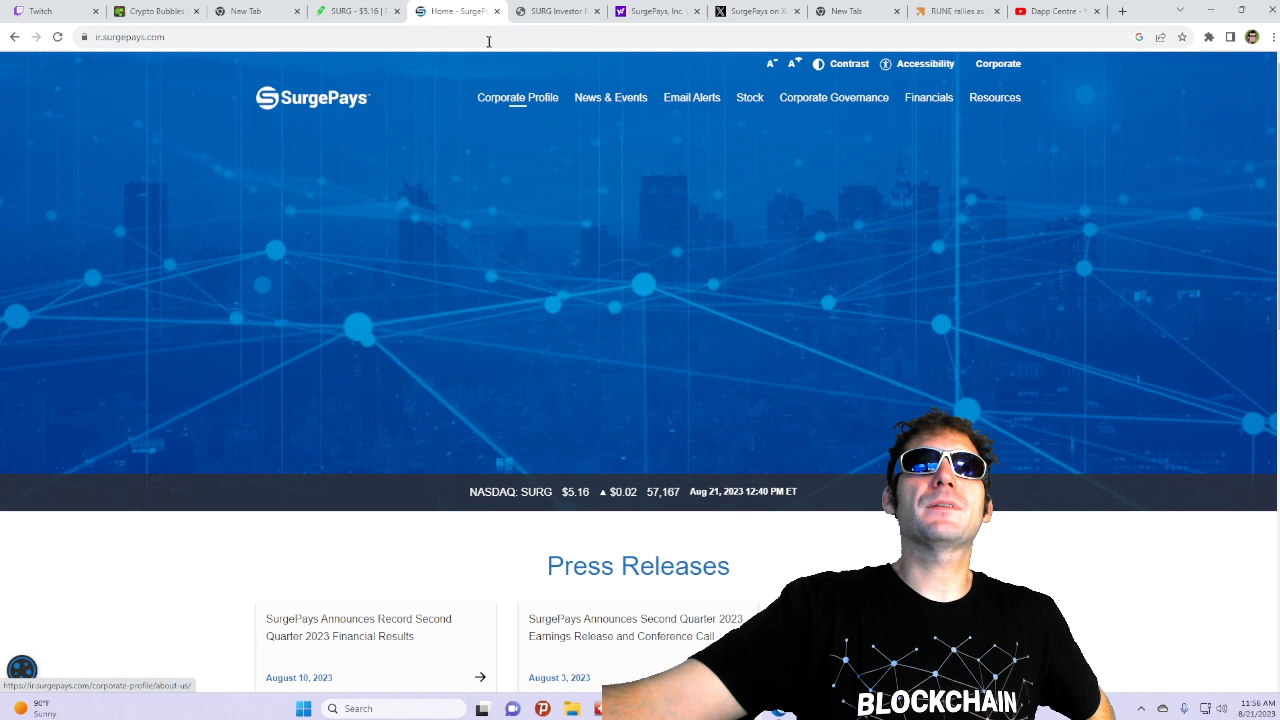 Twitch
Crypto Bubbles
New Tab
SURG - $5.16 |
Home - SurgePa
SURG Investor
SurgePays, Inc.
SurgePays on X
New Tab
RUNE rallies as
Dapp Centre - Y
ir.surgepays.com
A- A+ Contrast Accessibility Corporate
SurgePays
Corporate Profile News & Events Email Alerts Stock Corporate Governance Financials Resources
NASDAQ: SURG $5.16 ▲ $0.02 57,167 Aug 21, 2023 12:40 PM ET
Press Releases
SurgePays Announces Record Second
Quarter 2023 Financial Results
August 10, 2023
SurgePays Announces Second Quarter 2023
Earnings Release and Conference Call
August 3, 2023
BLOCKCHAIN
https://ir.surgepays.com/corporate-profile/about-us/
90°F
Sunny
Search
11:56 AM
8/21/2023